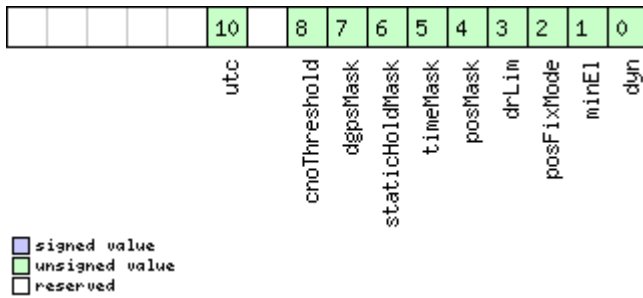 10 8 7 6 5 4 3 2 1 0
utc
cnoThreshold
dgpsMask
staticHoldMask
timeMask
posMask
drLim
posFixMode
minEl
dyn
signed value
unsigned value
reserved